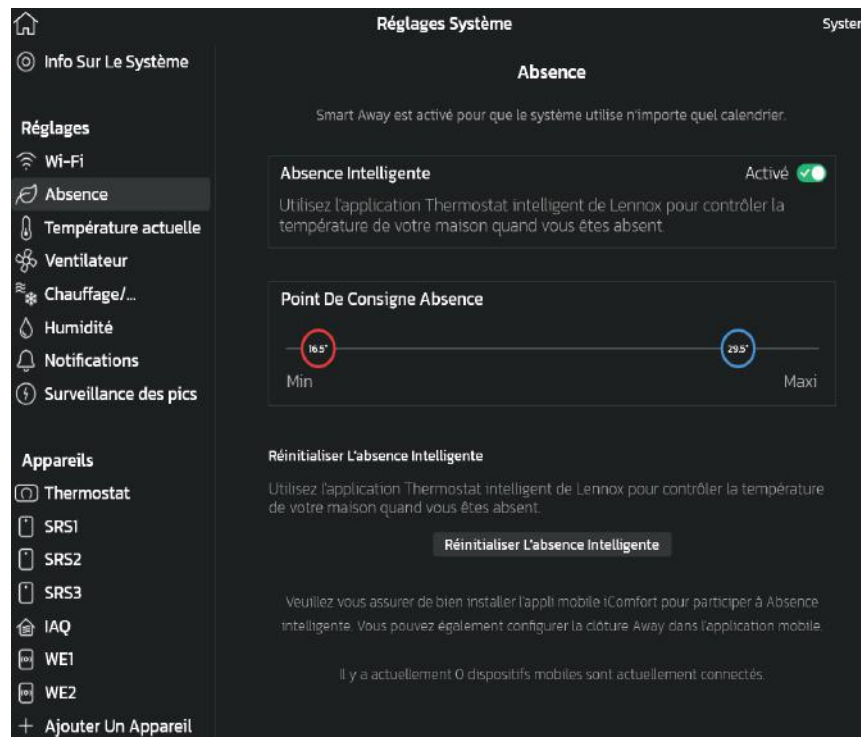 Réglages Système
Info Sur Le Système
Réglages
Wi-Fi
Absence
Température actuelle
Ventilateur
Chauffage/...
Humidité
Notifications
Surveillance des pics
Appareils
Thermostat
SRS1
SRS2
SRS3
IAQ
WE1
WE2
Ajouter Un Appareil
Absence
Smart Away est activé pour que le système utilise n'importe quel calendrier.
Absence Intelligente
Activé
Utilisez l'application Thermostat intelligent de Lennox pour contrôler la
température de votre maison quand vous êtes absent.
Point De Consigne Absence
16.5°
29.5°
Min
Maxi
Réinitialiser L'absence Intelligente
Utilisez l'application Thermostat intelligent de Lennox pour contrôler la température
de votre maison quand vous êtes absent.
Réinitialiser L'absence Intelligente
Veuillez vous assurer de bien installer l'appli mobile iComfort pour participer à Absence
intelligente. Vous pouvez également configurer la clôture Away dans l'application mobile.
Il y a actuellement 0 dispositifs mobiles sont actuellement connectés.